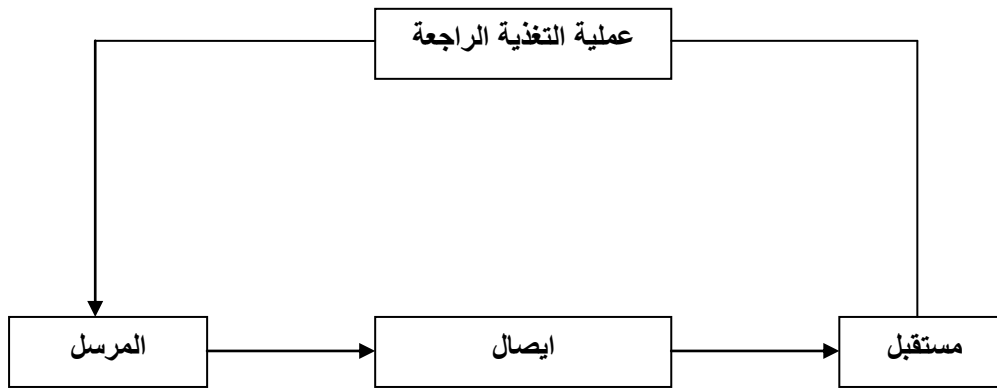 عملية التغذية الراجعة
المرسل
ايصال
مستقبل